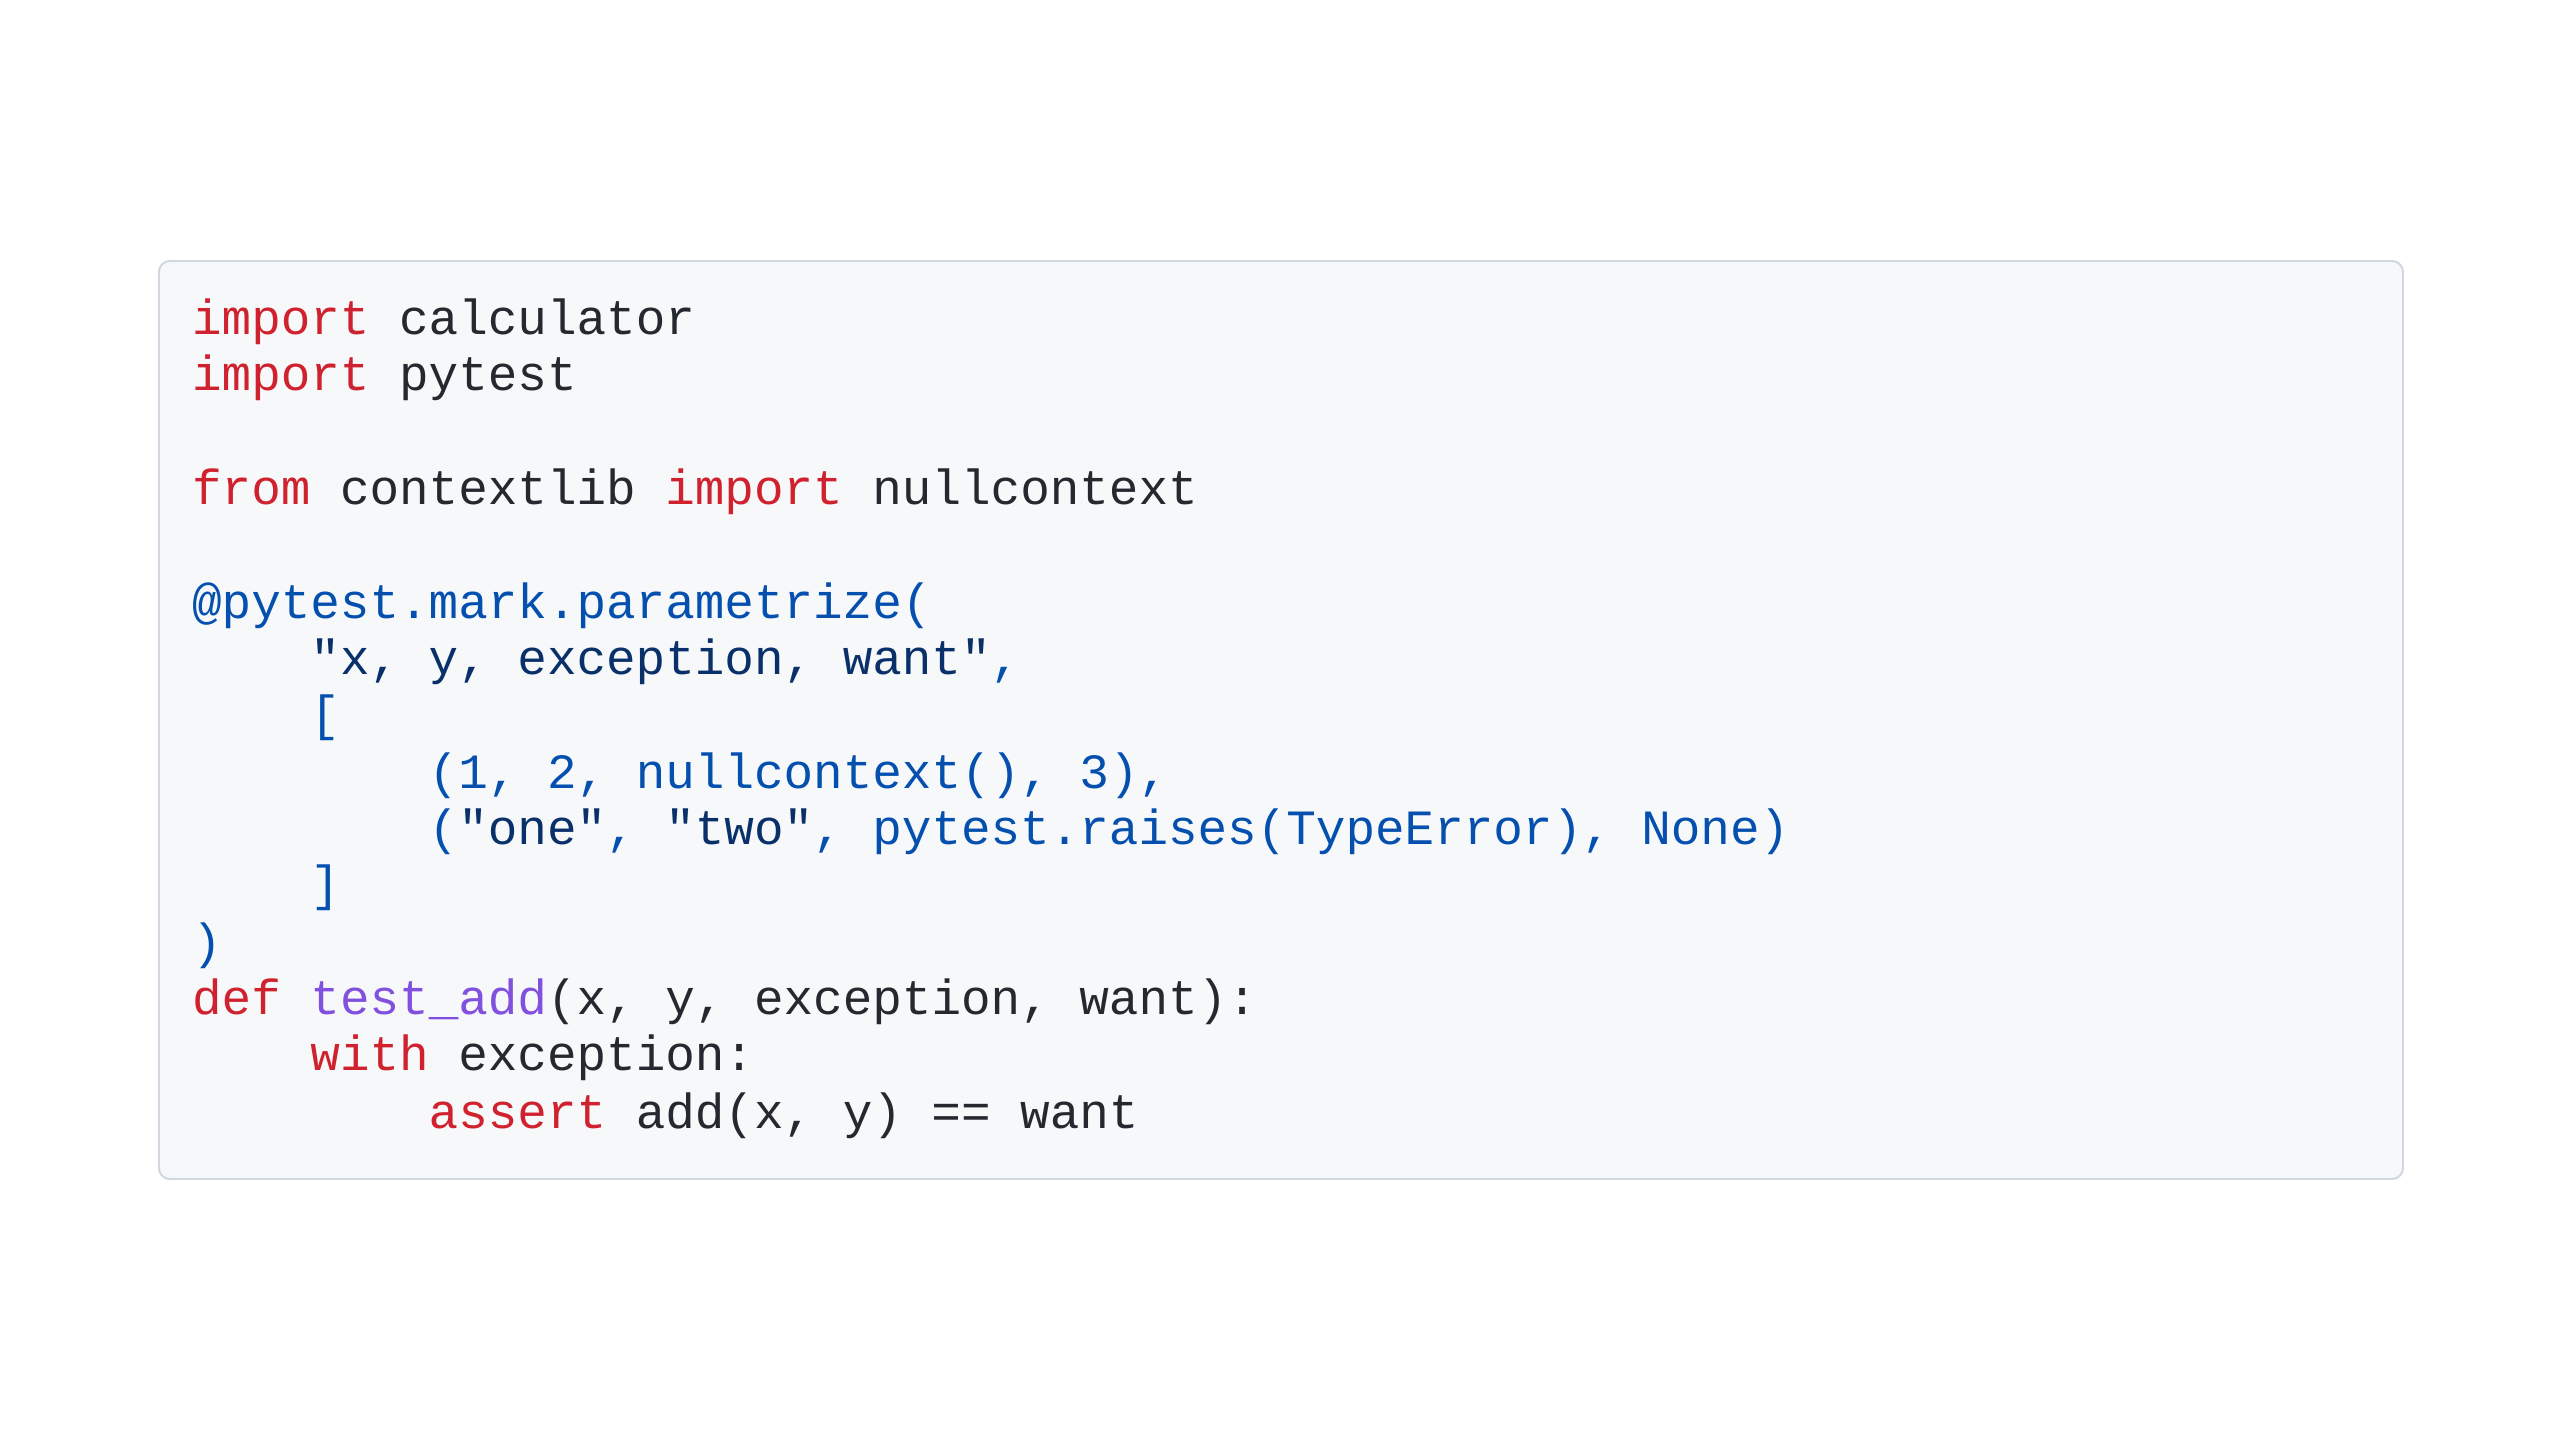 import calculator
import pytest

from contextlib import nullcontext

@pytest.mark.parametrize(
    "x, y, exception, want",
    [
        (1, 2, nullcontext(), 3),
        ("one", "two", pytest.raises(TypeError), None)
    ]
)
def test_add(x, y, exception, want):
    with exception:
        assert add(x, y) == want